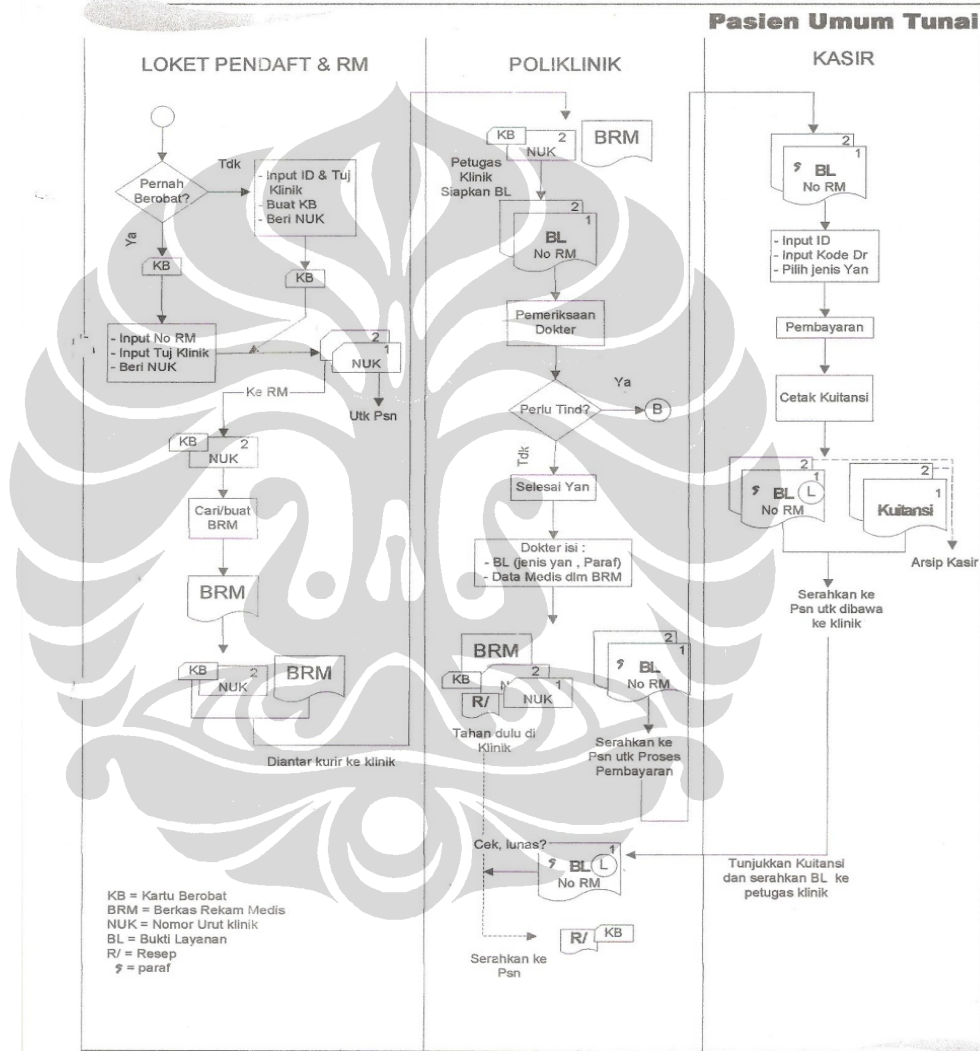 Pasien Umum Tunai
LOKET PENDAFT & RM
Pernah
Berobat?
Tdk
- Input ID & Tuj
Klinik
- Buat KB
- Beri NUK
Ya
KB
KB
- Input No RM
- Input Tuj Klinik
- Beri NUK
2
1
NUK
Ke RM
Utk Psn
KB
2
NUK
Cari/buat
BRM
BRM
KB
2
NUK
BRM
Diantar kurir ke klinik
KB = Kartu Berobat
BRM = Berkas Rekam Medis
NUK = Nomor Urut klinik
BL = Bukti Layanan
R/ = Resep
= paraf
POLIKLINIK
KB
2
NUK
BRM
Petugas
Klinik
Siapkan BL
2
1
BL
No RM
Pemeriksaan
Dokter
Perlu Tind?
Ya
B
Tdk
Selesai Yan
Dokter isi :
- BL (jenis yan , Paraf)
- Data Medis dlm BRM
BRM
KB
2
N
1
NUK
R/
2
1
BL
No RM
Tahan dulu di
Klinik
Serahkan ke
Psn utk Proses
Pembayaran
Cek, lunas?
1
BL
L
No RM
R/
KB
Serahkan ke
Psn
KASIR
2
1
BL
No RM
- Input ID
- Input Kode Dr
- Pilih jenis Yan
Pembayaran
Cetak Kuitansi
2
1
BL
L
No RM
2
1
Kuitansi
Arsip Kasir
Serahkan ke
Psn utk dibawa
ke klinik
Tunjukkan Kuitansi
dan serahkan BL ke
petugas klinik